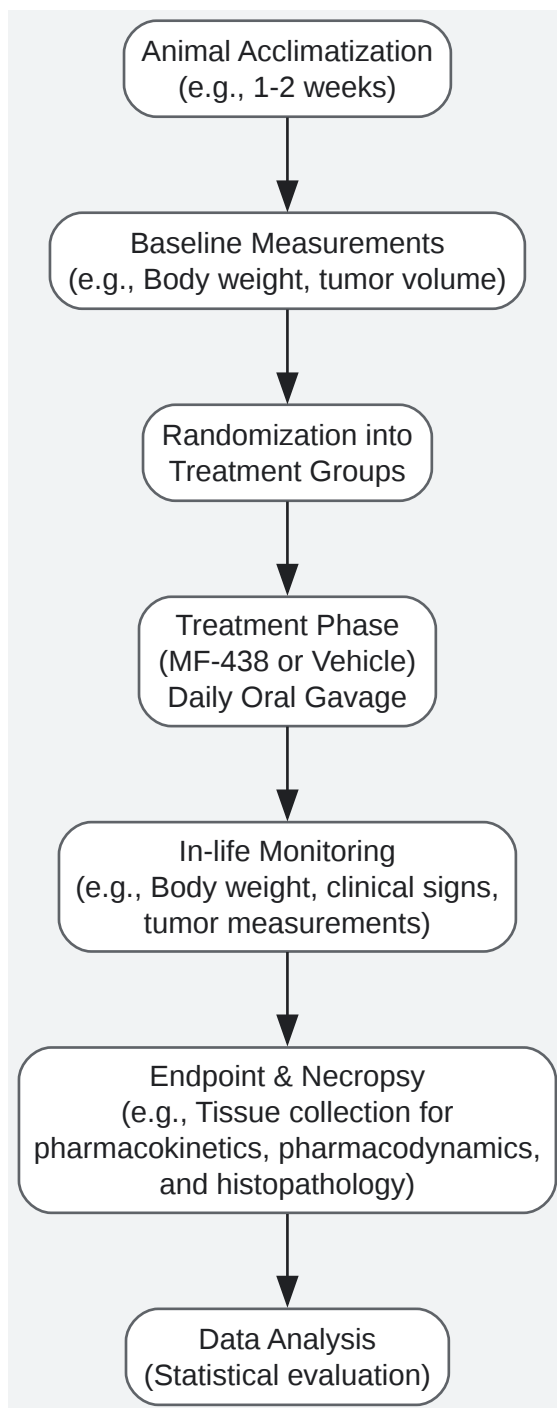 Animal Acclimatization
(e.g., 1-2 weeks)
Baseline Measurements
(e.g., Body weight, tumor volume)
Randomization into
Treatment Groups
Treatment Phase
(MF-438 or Vehicle)
Daily Oral Gavage
In-life Monitoring
(e.g., Body weight, clinical signs,
tumor measurements)
Endpoint & Necropsy
(e.g., Tissue collection for
pharmacokinetics, pharmacodynamics,
and histopathology)
Data Analysis
(Statistical evaluation)